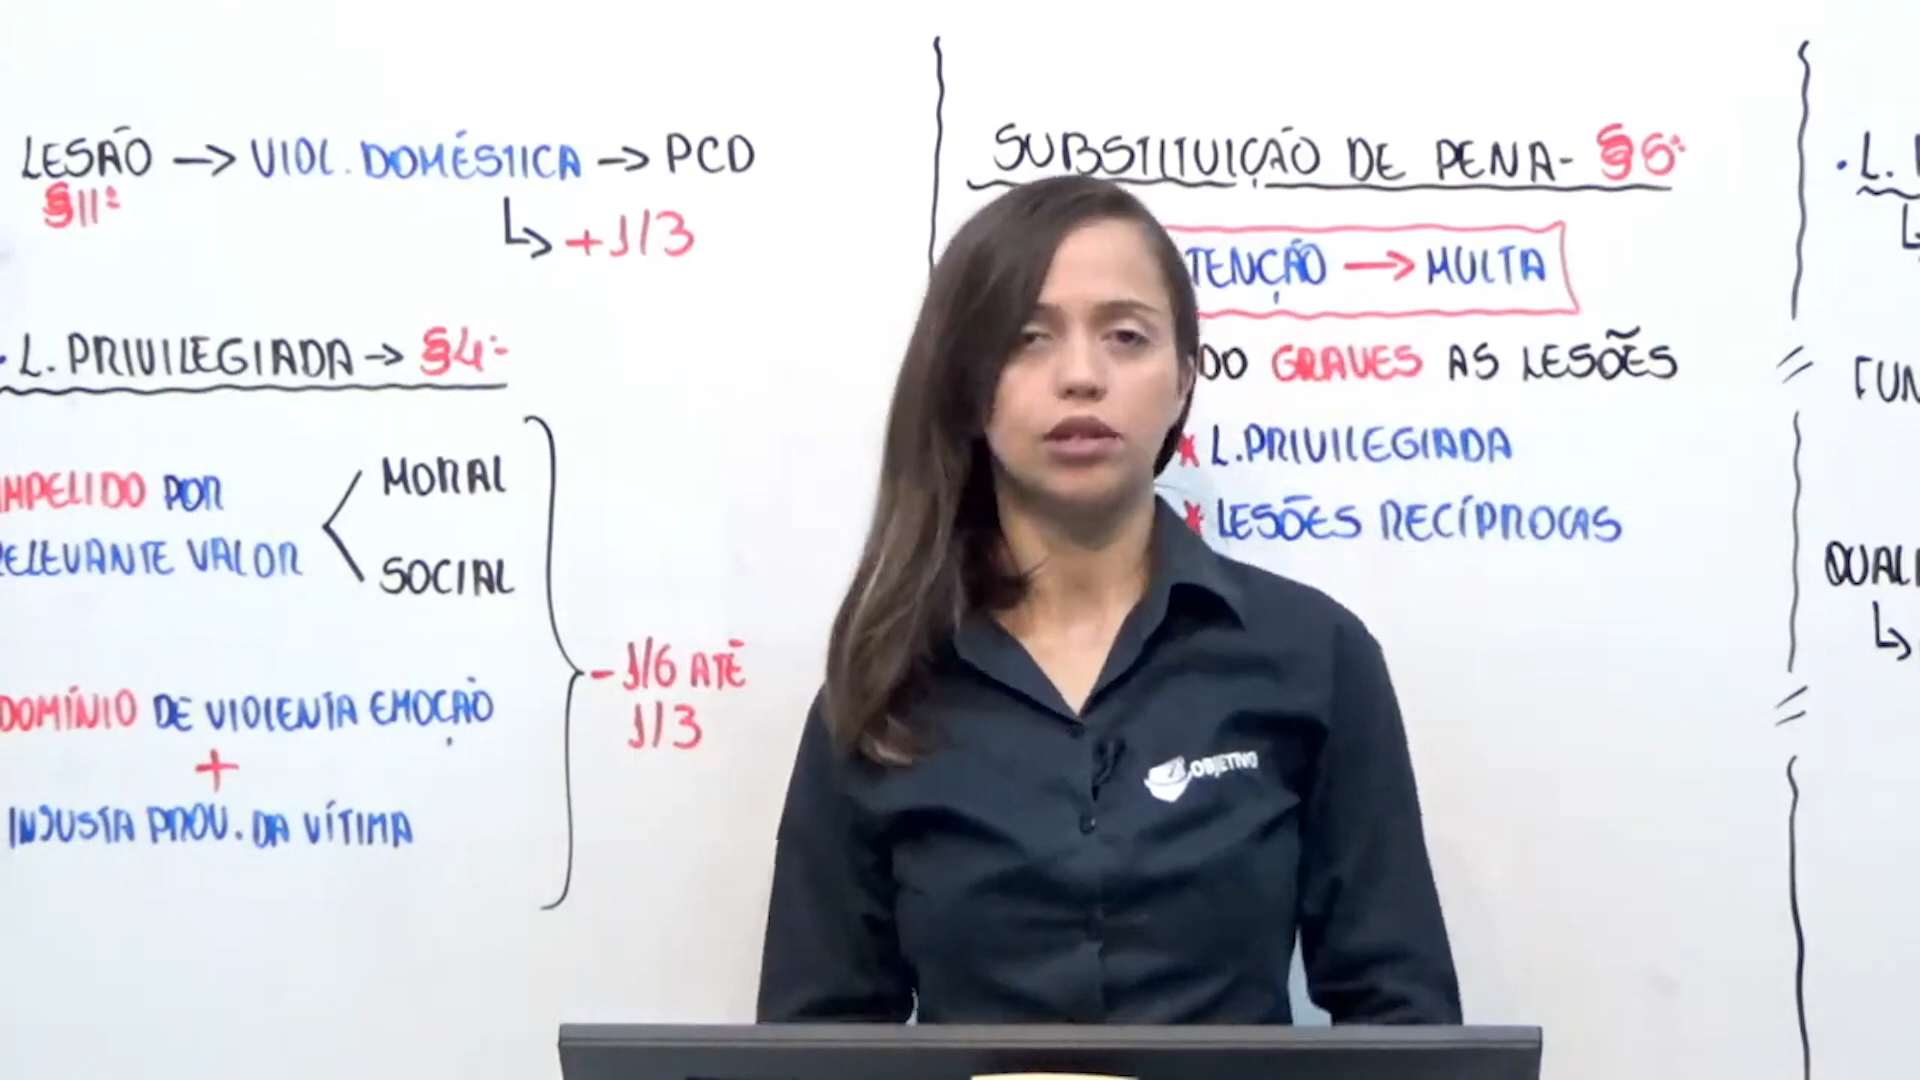 LESÃO → VIOL. DOMÉSTICA → PCD
§11º
↳ +1/3
• L. PRIVILEGIADA → §4º
IMPELIDO POR
RELEVANTE VALOR
MORAL
SOCIAL
DOMÍNIO DE VIOLENTA EMOÇÃO
+
INJUSTA PROV. DA VÍTIMA
- 1/6 ATÉ
1/3
SUBSTITUIÇÃO DE PENA - §5º
TENÇÃO → MULTA
DO GRAVES AS LESÕES
* L. PRIVILEGIADA
* LESÕES RECÍPROCAS
OBJETIVO
• L.
FUN
QUALI